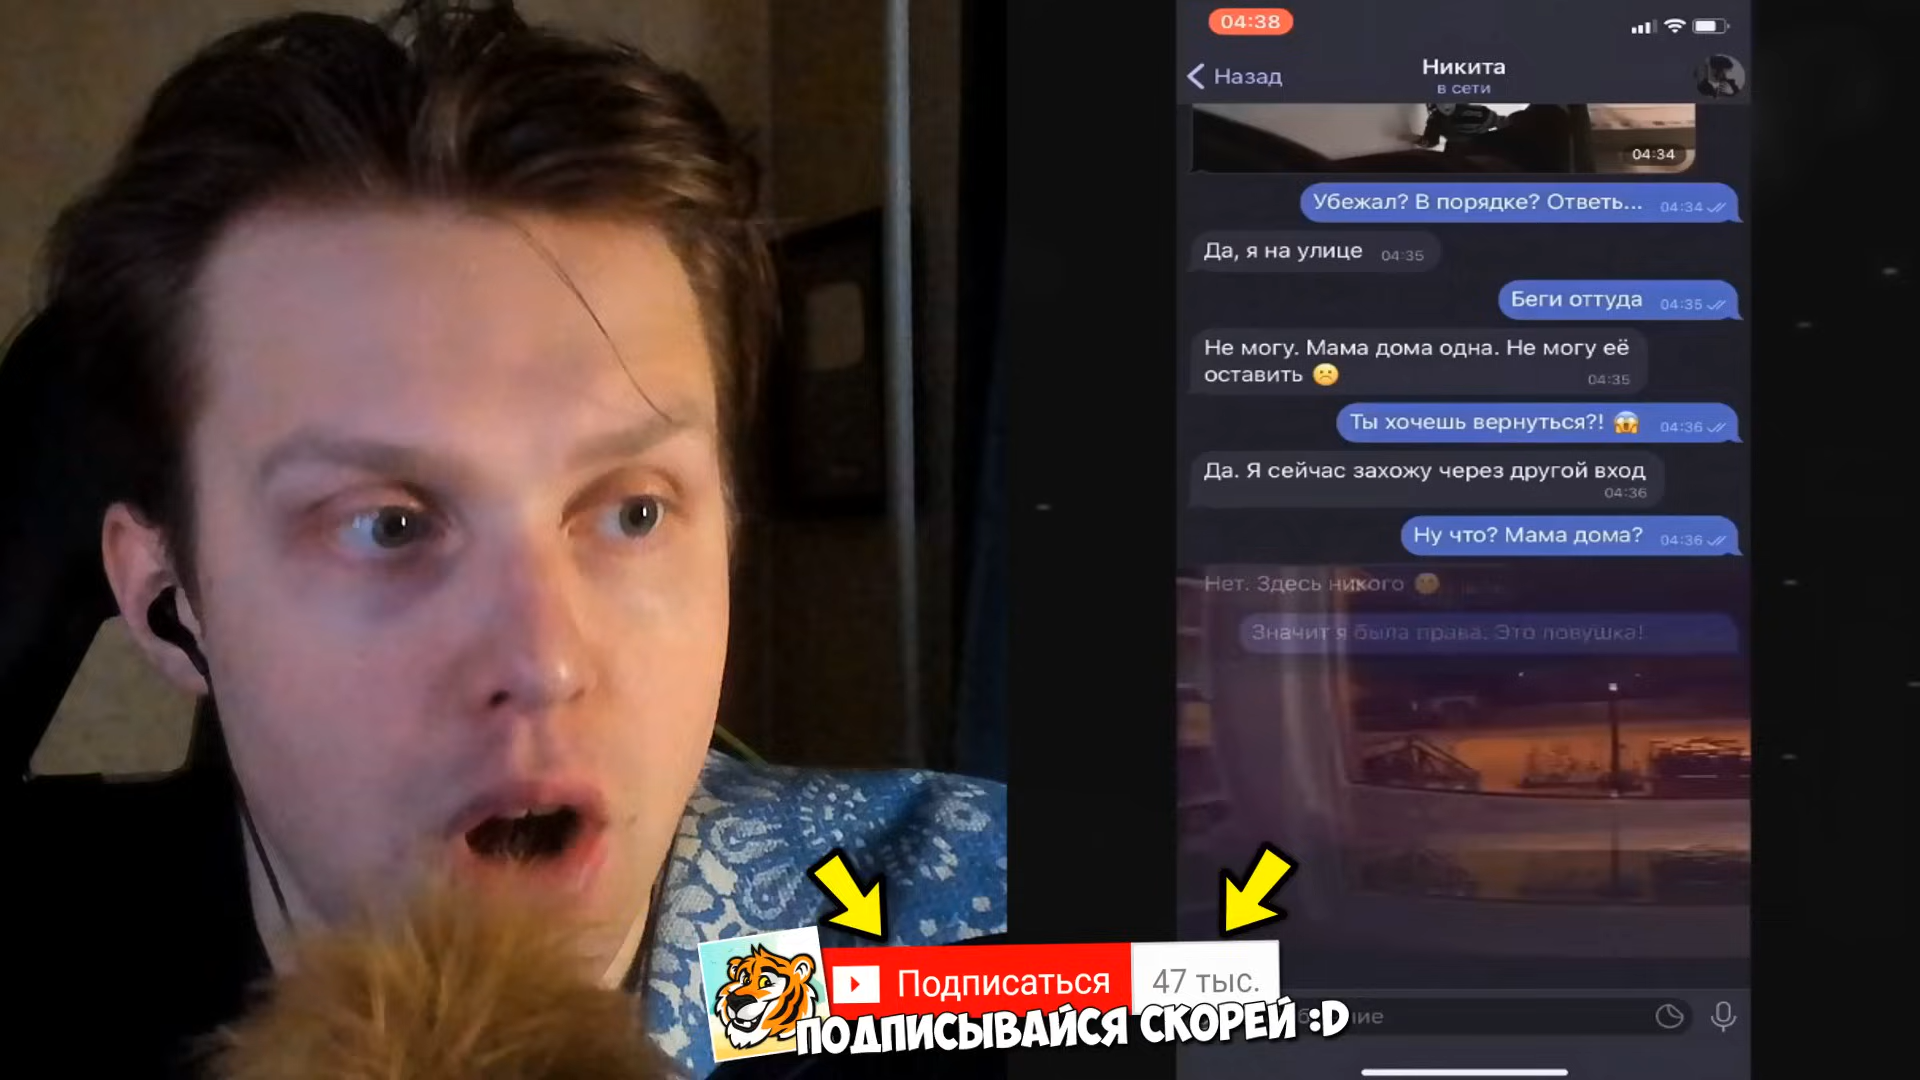 04:38
Назад
Никита
в сети
04:34
Убежал? В порядке? Ответь... 04:34
Да, я на улице 04:35
Беги оттуда 04:35
Не могу. Мама дома одна. Не могу её
оставить 04:35
Ты хочешь вернуться?! 04:36
Да. Я сейчас захожу через другой вход
04:36
Ну что? Мама дома? 04:36
Нет. Здесь никого
Значит я была права. Это ловушка!
Подписаться 47 тыс.
ПОДПИСЫВАЙСЯ СКОРЕЙ :D